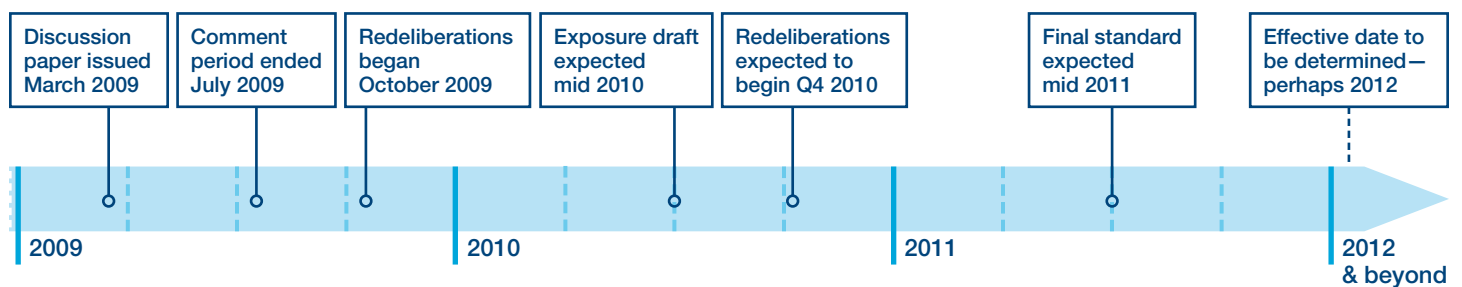 Discussion
paper issued
March 2009
Comment
period ended
July 2009
Redeliberations
began
October 2009
Exposure draft
expected
mid 2010
Redeliberations
expected to
begin Q4 2010
Final standard
expected
mid 2011
Effective date to
be determined—
perhaps 2012
2009
2010
2011
2012
& beyond